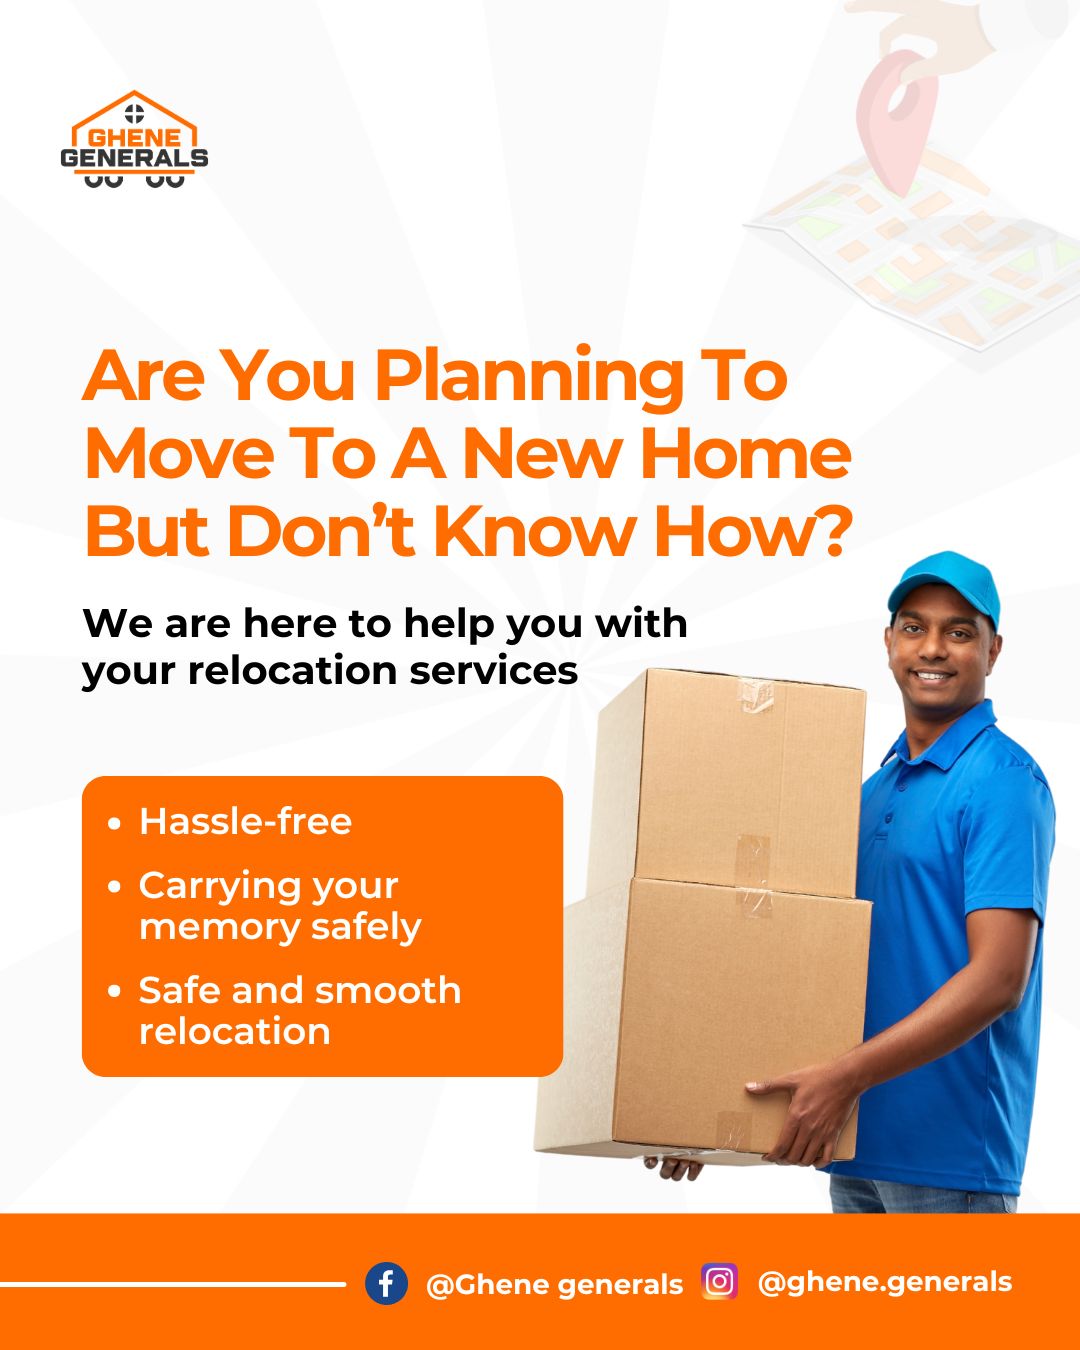 GHENE
GENERALS
Are You Planning To
Move To A New Home
But Don’t Know How?
We are here to help you with
your relocation services
• Hassle-free
• Carrying your
memory safely
• Safe and smooth
relocation
@Ghene generals
@ghene.generals